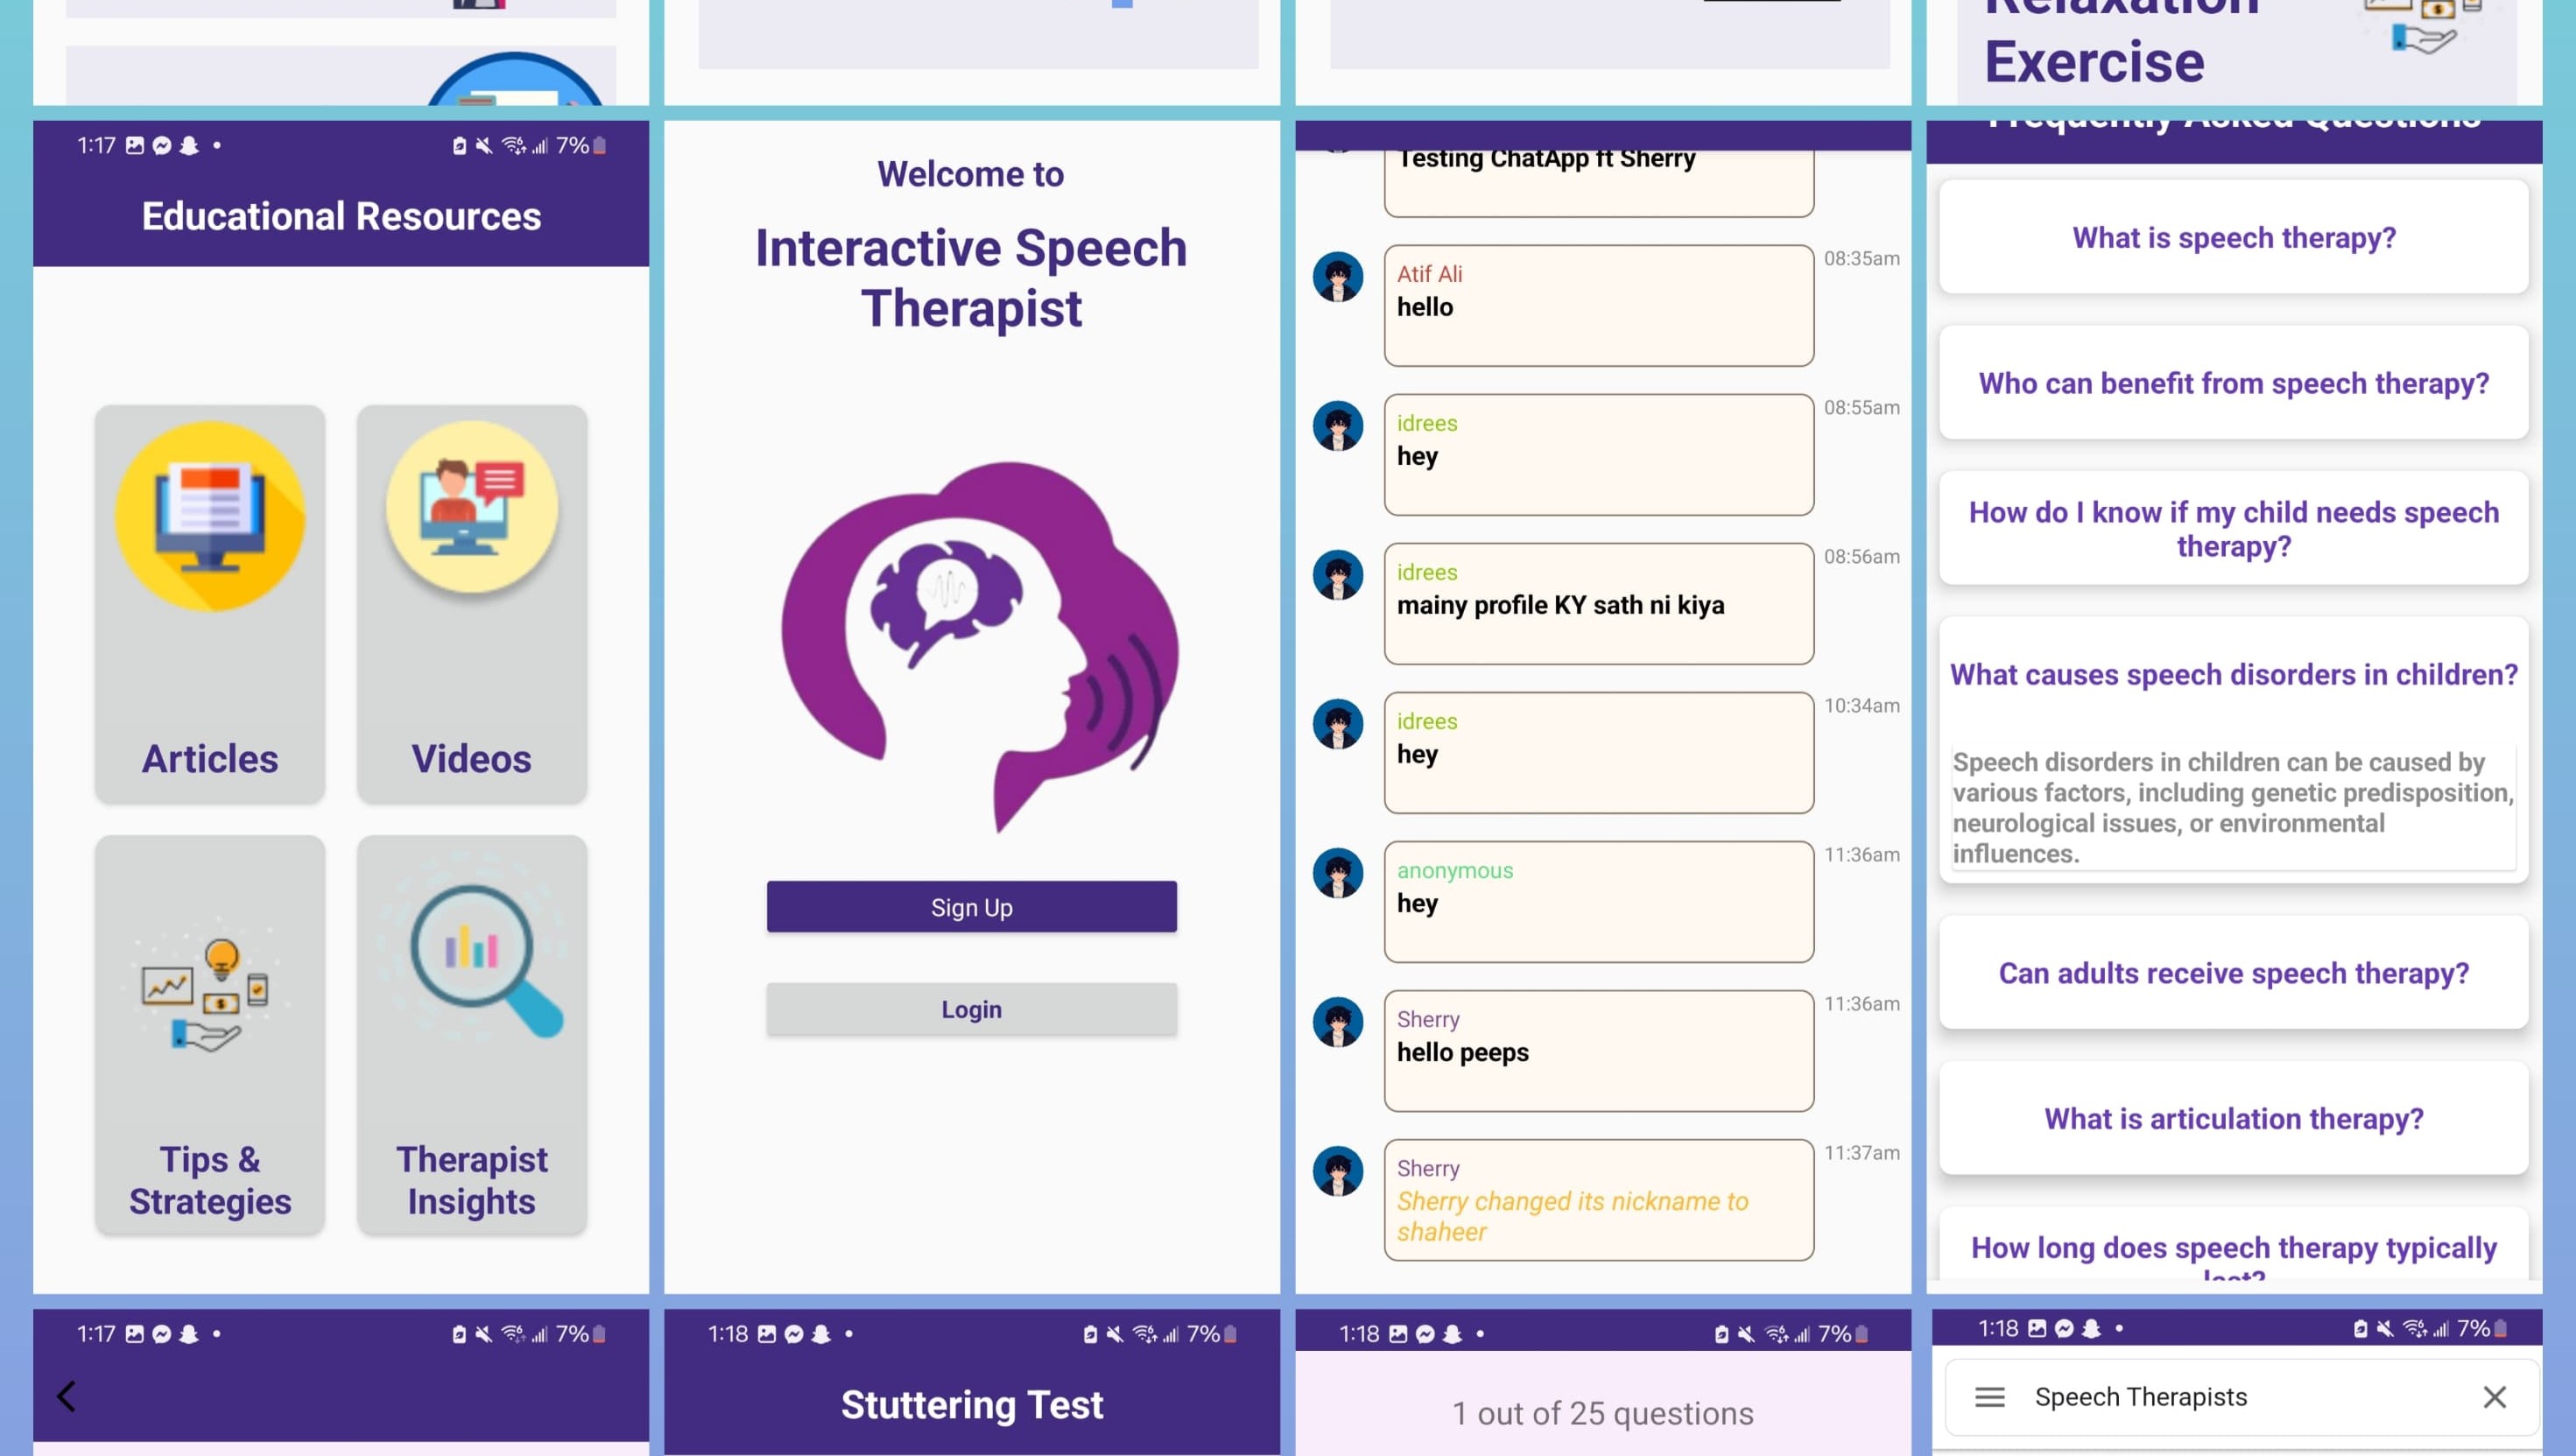 Relaxation
Exercise
1:17
7%
Educational Resources
Articles
Videos
Tips &
Strategies
Therapist
Insights
Welcome to
Interactive Speech
Therapist
Sign Up
Login
Testing ChatApp ft Sherry
Atif Ali
hello
08:35am
idrees
hey
08:55am
idrees
mainy profile KY sath ni kiya
08:56am
idrees
hey
10:34am
anonymous
hey
11:36am
Sherry
hello peeps
11:36am
Sherry
Sherry changed its nickname to
shaheer
11:37am
Frequently Asked Questions
What is speech therapy?
Who can benefit from speech therapy?
How do I know if my child needs speech
therapy?
What causes speech disorders in children?
Speech disorders in children can be caused by
various factors, including genetic predisposition,
neurological issues, or environmental
influences.
Can adults receive speech therapy?
What is articulation therapy?
How long does speech therapy typically
last?
1:17
7%
1:18
7%
Stuttering Test
1:18
7%
1 out of 25 questions
1:18
7%
Speech Therapists